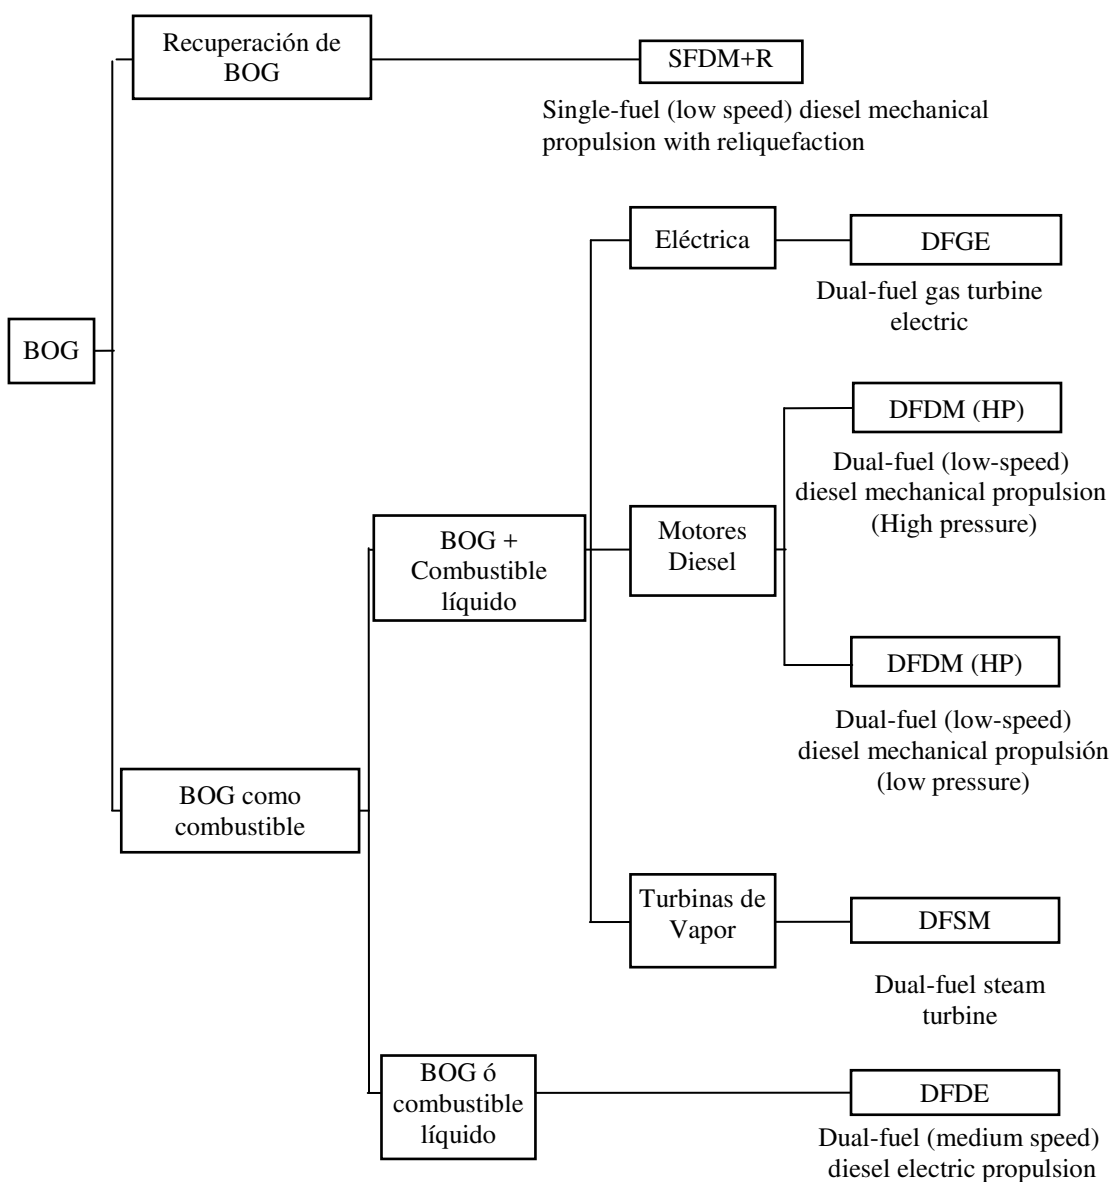 Recuperación de
BOG
SFDM+R
Single-fuel (low speed) diesel mechanical
propulsion with reliquefaction
Eléctrica
DFGE
Dual-fuel gas turbine
electric
BOG
DFDM (HP)
Dual-fuel (low-speed)
diesel mechanical propulsion
(High pressure)
BOG +
Combustible
líquido
Motores
Diesel
DFDM (HP)
Dual-fuel (low-speed)
diesel mechanical propulsión
(low pressure)
BOG como
combustible
Turbinas de
Vapor
DFSM
Dual-fuel steam
turbine
BOG ó
combustible
líquido
DFDE
Dual-fuel (medium speed)
diesel electric propulsion